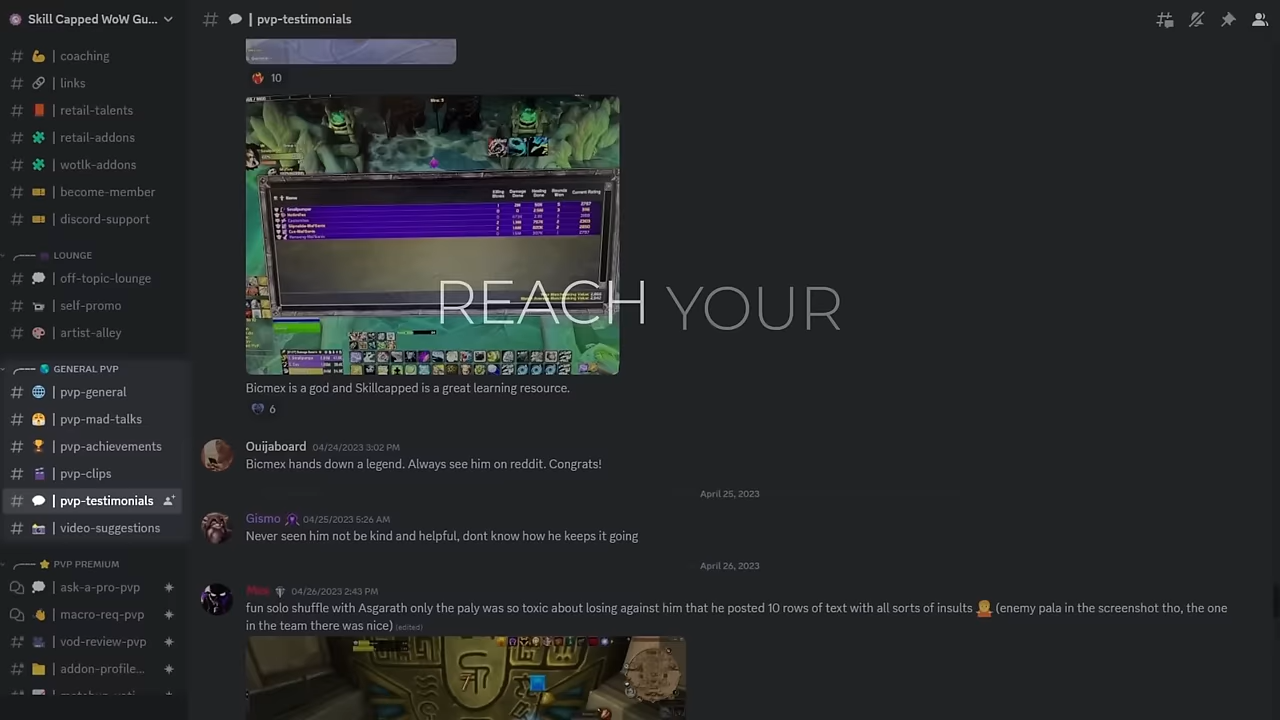 Skill Capped WoW Gu...
| coaching
| links
| retail-talents
| retail-addons
| wotlk-addons
| become-member
| discord-support
LOUNGE
| off-topic-lounge
| self-promo
| artist-alley
GENERAL PVP
| pvp-general
| pvp-mad-talks
| pvp-achievements
| pvp-clips
| pvp-testimonials
| video-suggestions
PVP PREMIUM
| ask-a-pro-pvp
| macro-req-pvp
| vod-review-pvp
| addon-profile...
| pvp-testimonials
10
REACH YOUR
Bicmex is a god and Skillcapped is a great learning resource.
6
Ouijaboard 04/24/2023 3:02 PM
Bicmex hands down a legend. Always see him on reddit. Congrats!
April 25, 2023
Gismo 04/25/2023 5:26 AM
Never seen him not be kind and helpful, dont know how he keeps it going
April 26, 2023
04/26/2023 2:43 PM
fun solo shuffle with Asgarath only the paly was so toxic about losing against him that he posted 10 rows of text with all sorts of insults (enemy pala in the screenshot tho, the one
in the team there was nice) (edited)